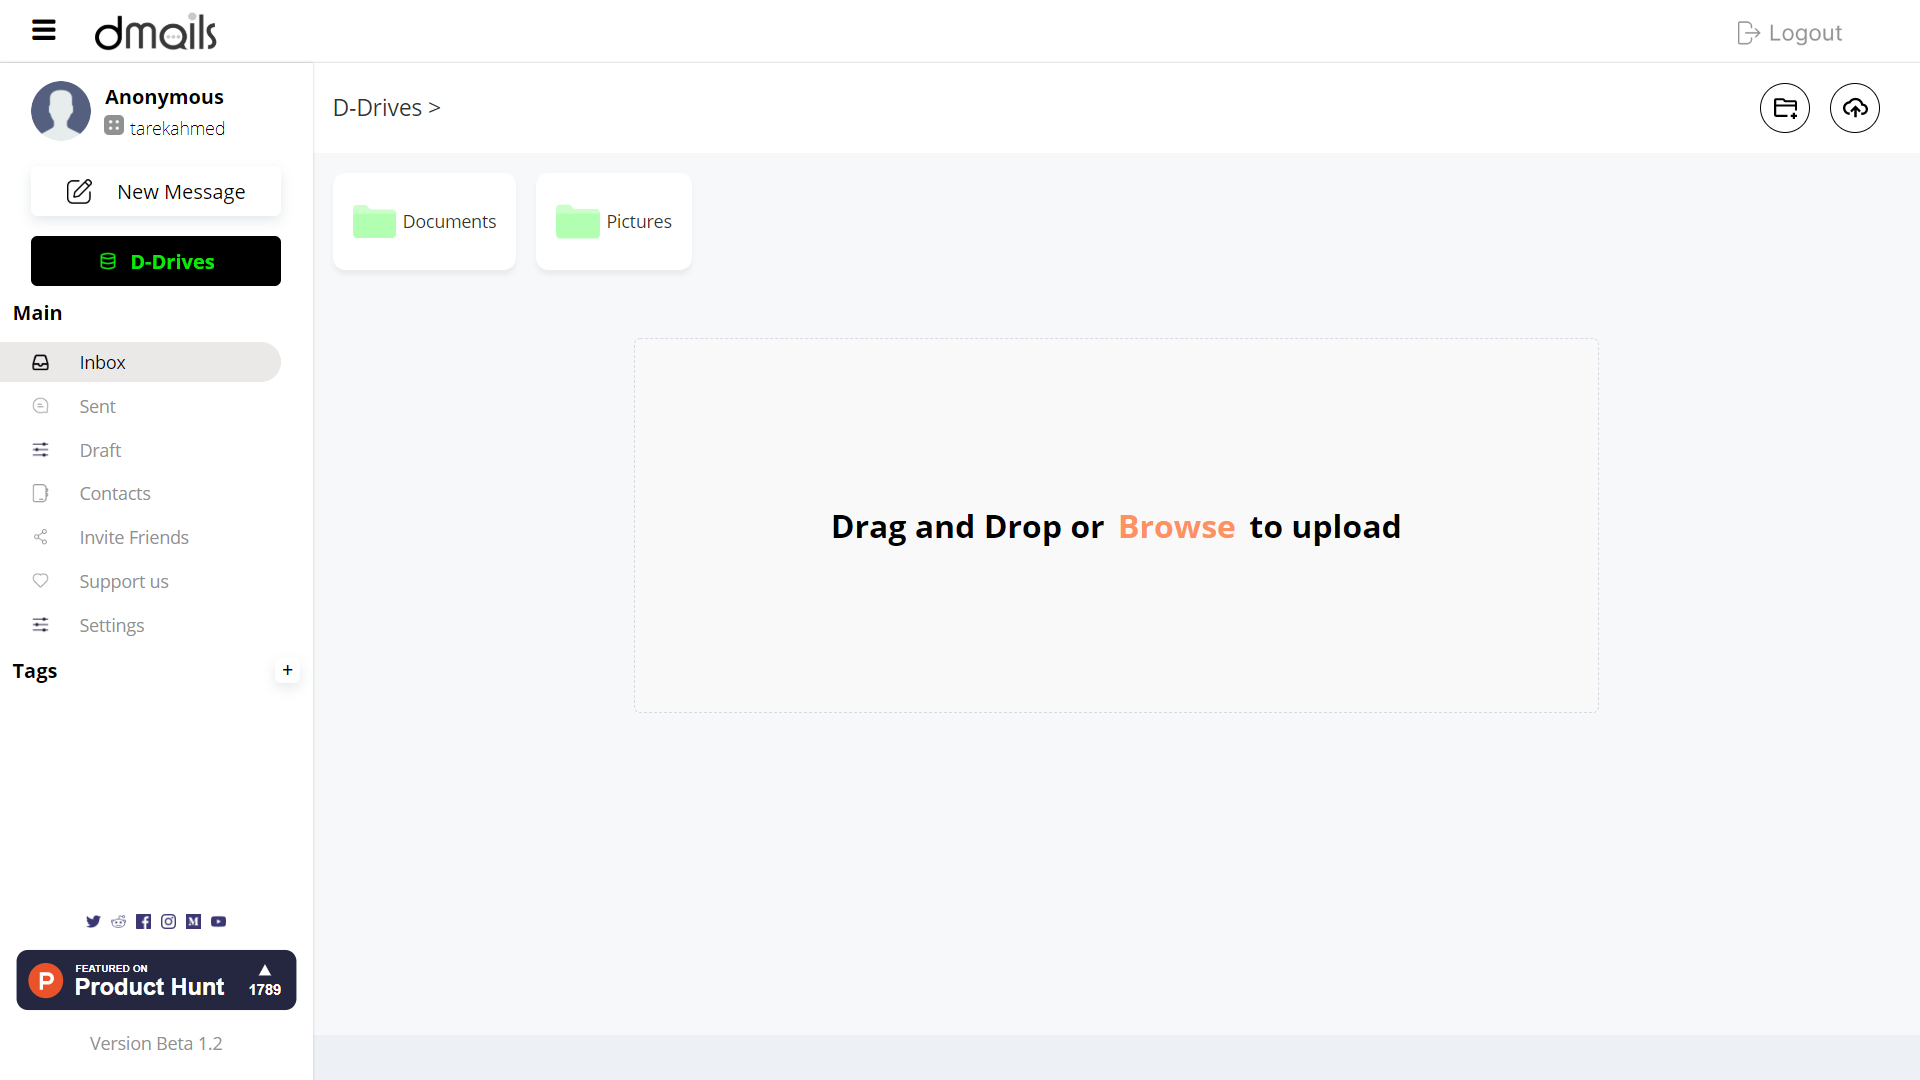 dmails
Logout
Anonymous
tarekahmed
New Message
D-Drives
Main
Inbox
Sent
Draft
Contacts
Invite Friends
Support us
Settings
Tags
+
P
FEATURED ON
Product Hunt
1789
Version Beta 1.2
D-Drives >
Documents
Pictures
Drag and Drop or Browse to upload